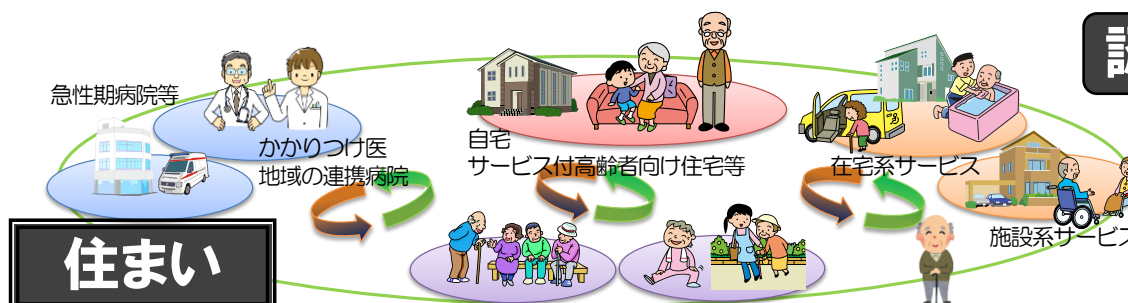 急性期病院等
かかりつけ医
地域の連携病院
自宅
サービス付高齢者向け住宅等
在宅系サービス
施設系サービス
住まい